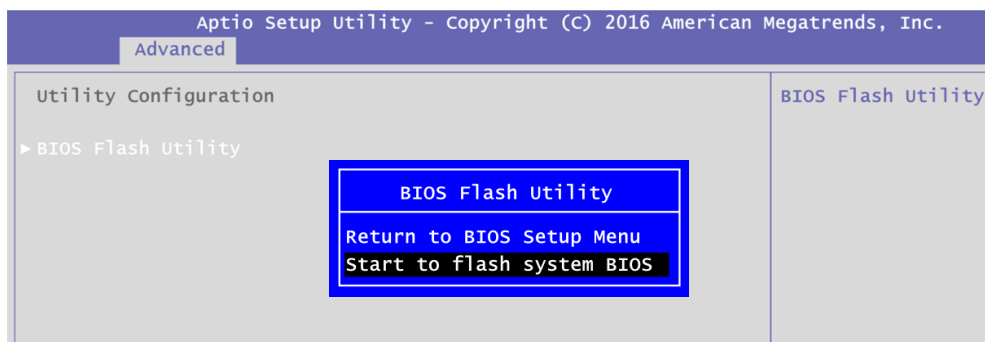 Aptio Setup Utility - Copyright (C) 2016 American Megatrends, Inc.
Advanced
Utility Configuration
BIOS Flash Utility
►BIOS Flash Utility
BIOS Flash Utility
Return to BIOS Setup Menu
Start to flash system BIOS